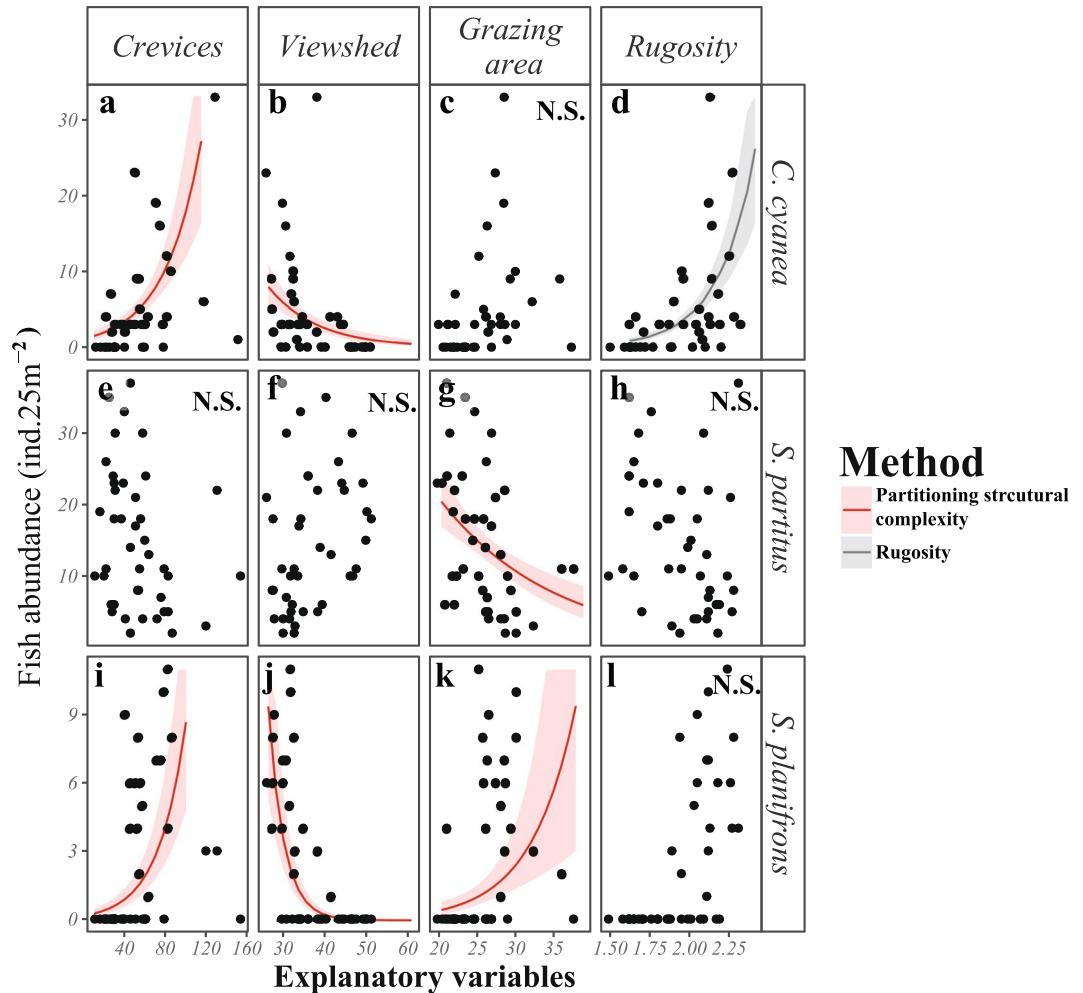 Crevices
Viewshed
Grazing
area
Rugosity
a
b
c
N.S.
d
30
20
10
0
C. cyanea
e
N.S.
f
N.S.
g
h
N.S.
30
20
10
S. partitus
i
j
k
l
N.S.
9
6
3
0
S. planifrons
Fish abundance (ind.25m⁻²)
40
80
120
160
30
40
50
60
20
25
30
35
1.50
1.75
2.00
2.25
Explanatory variables
Method
Partitioning strcutural
complexity
Rugosity